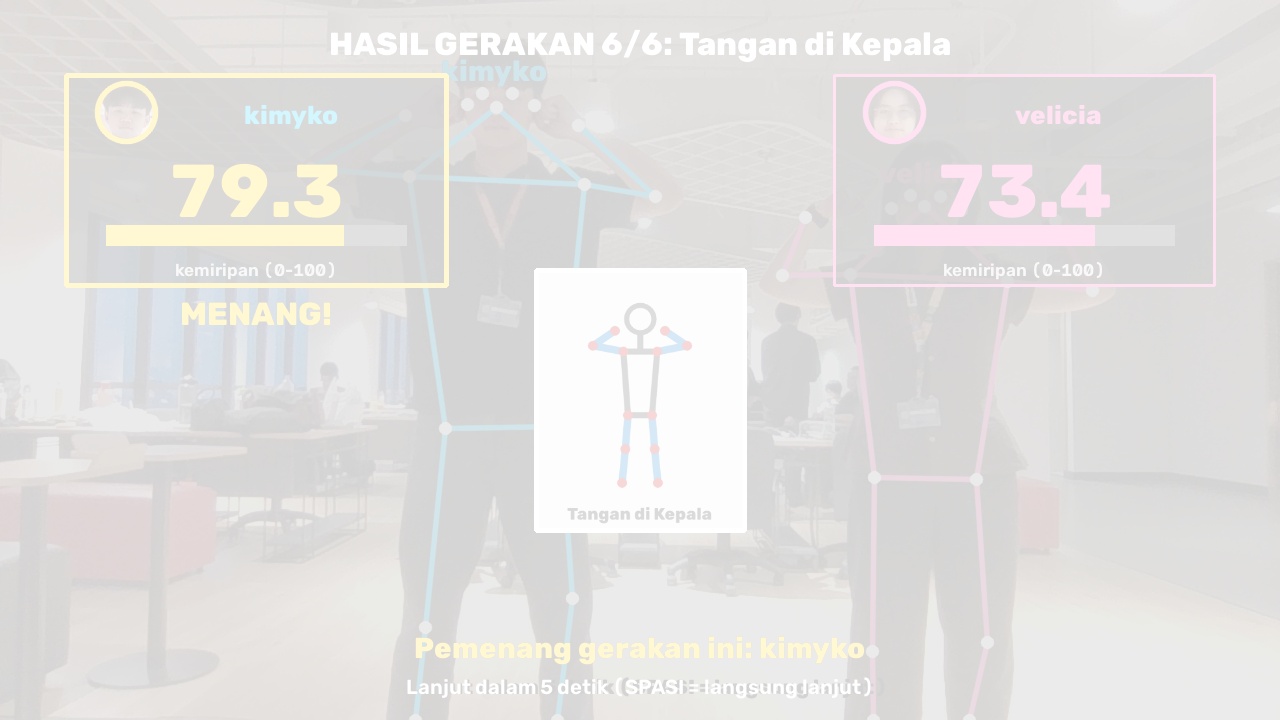 HASIL GERAKAN 6/6: Tangan di Kepala
kimyko
kimyko
79.3
kemiripan (0-100)
MENANG!
velicia
73.4
kemiripan (0-100)
Tangan di Kepala
Pemenang gerakan ini: kimyko
Lanjut dalam 5 detik (SPASI = langsung lanjut)